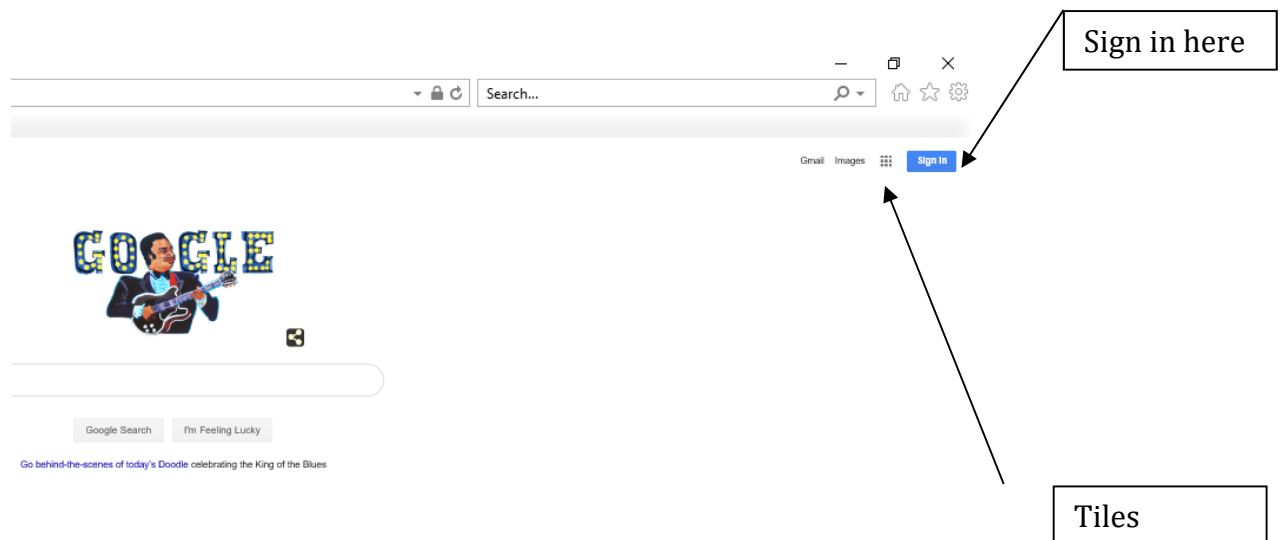 Sign in here
Search...
Gmail Images Sign In
GOOGLE
Google Search I'm Feeling Lucky
Go behind-the-scenes of today's Doodle celebrating the King of the Blues
Tiles